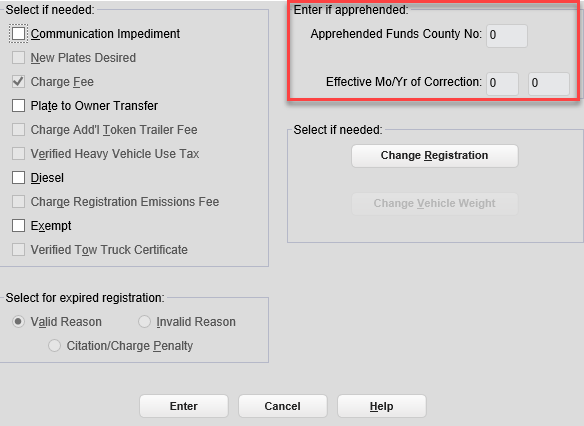 Select if needed:
Communication Impediment
New Plates Desired
Charge Fee
Plate to Owner Transfer
Charge Add'l Token Trailer Fee
Verified Heavy Vehicle Use Tax
Diesel
Charge Registration Emissions Fee
Exempt
Verified Tow Truck Certificate
Enter if apprehended:
Apprehended Funds County No: 0
Effective Mo/Yr of Correction: 0 0
Select if needed:
Change Registration
Change Vehicle Weight
Select for expired registration:
Valid Reason Invalid Reason
Citation/Charge Penalty
Enter Cancel Help